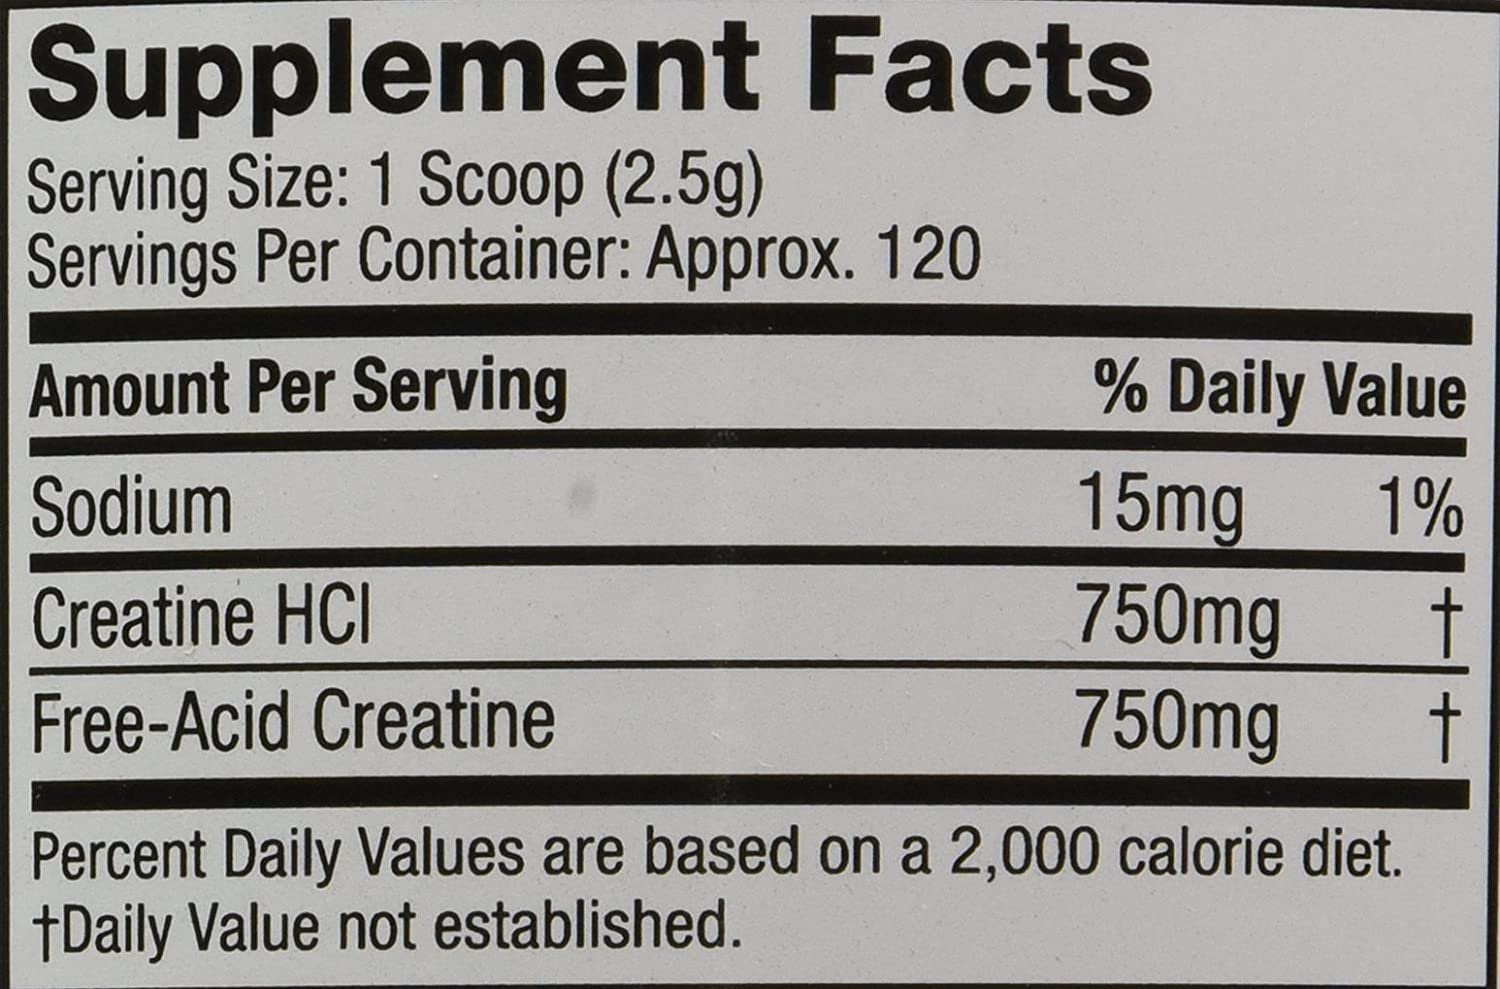 Supplement Facts
Serving Size: 1 Scoop (2.5g)
Servings Per Container: Approx. 120
Amount Per Serving % Daily Value
Sodium 15mg 1%
Creatine HCl 750mg †
Free-Acid Creatine 750mg †
Percent Daily Values are based on a 2,000 calorie diet.
†Daily Value not established.